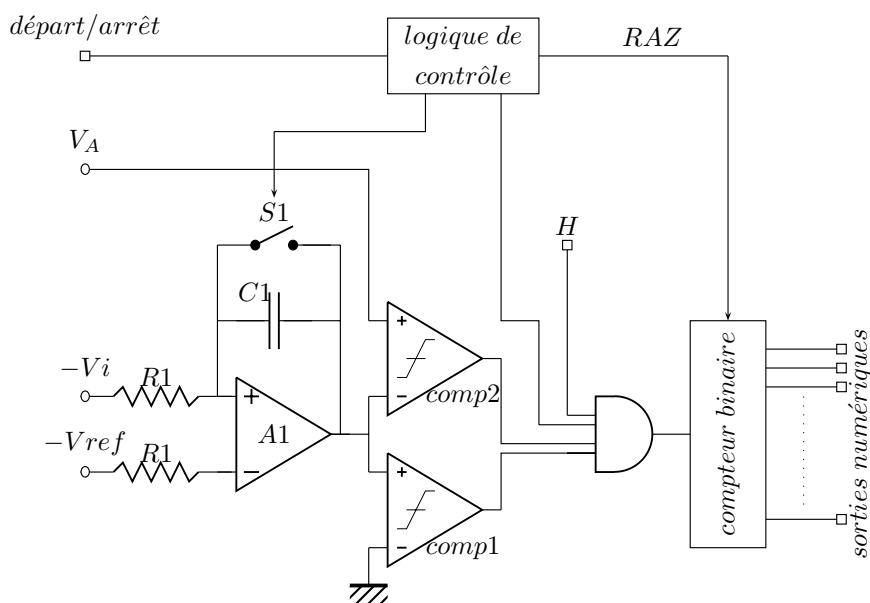 départ/arrêt
logique de
contrôle
RAZ
V_A
S1
H
C1
−Vi
R1
comp2
−Vref
R1
A1
+
−
+
−
+
−
comp1
compteur binaire
sorties numériques